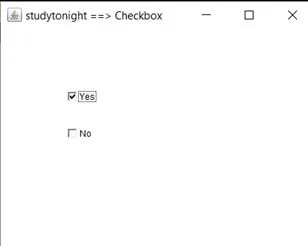 studytonight ==> Checkbox
Yes
No